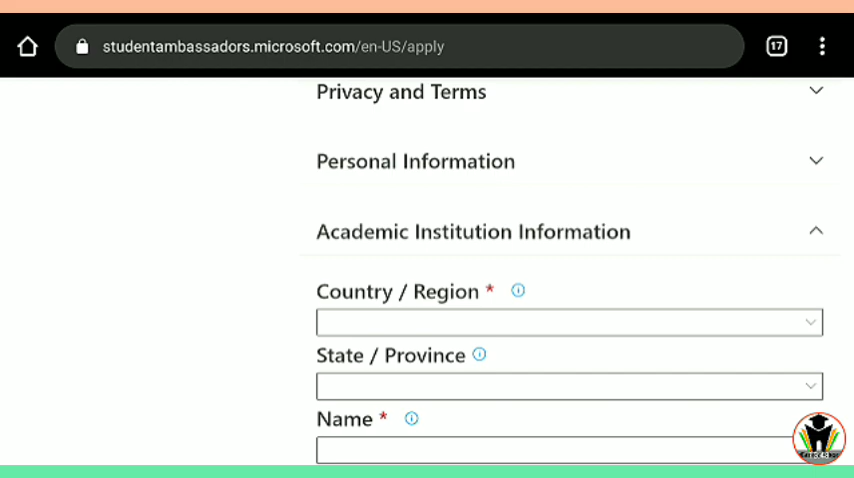 studentambassadors.microsoft.com/en-US/apply
17
Privacy and Terms
Personal Information
Academic Institution Information
Country / Region *
State / Province
Name *